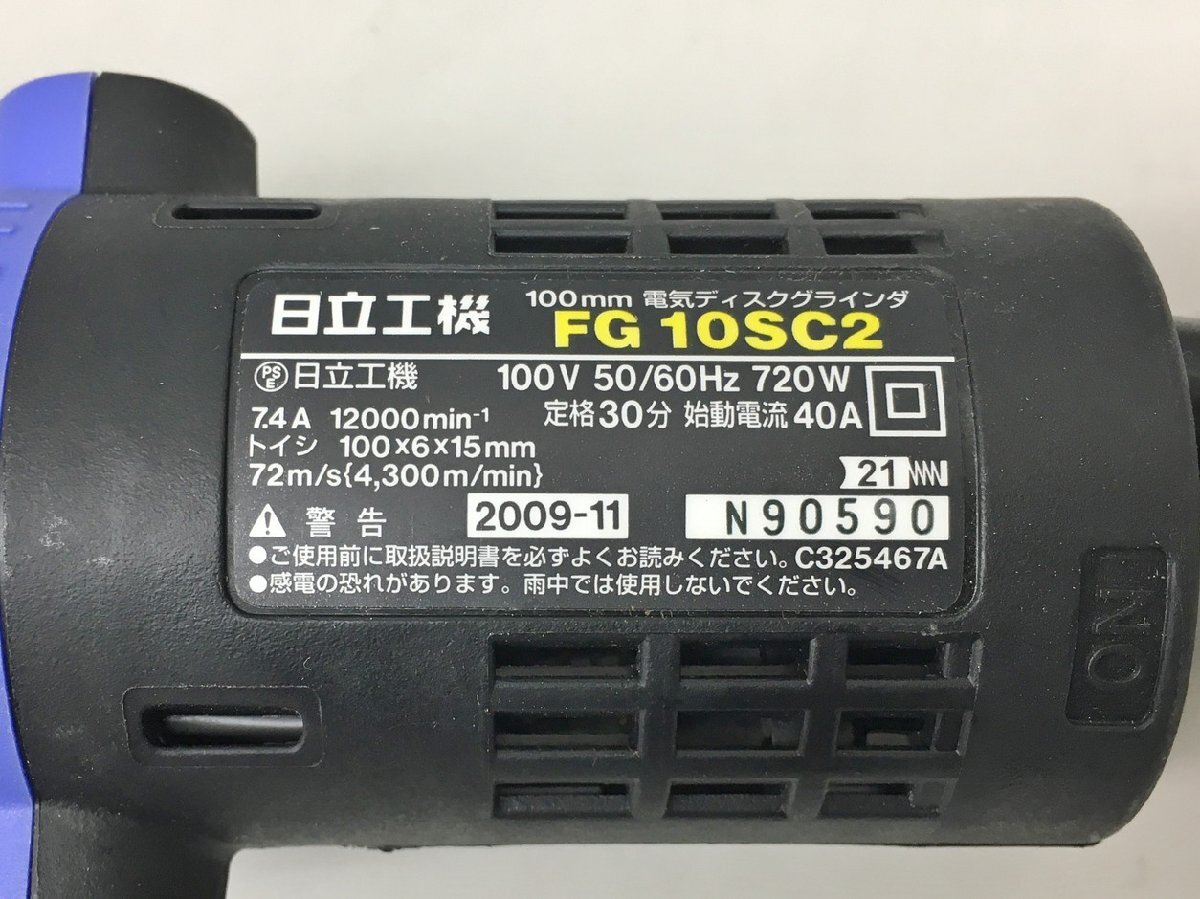 日立工機 100mm 電気ディスクグラインダ
FG 10SC2
PSE 日立工機 100V 50/60Hz 720W
7.4A 12000min⁻¹ 定格30分 始動電流40A
トイシ 100×6×15mm
72m/s{4,300m/min}
21
警告 2009-11 N90590
●ご使用前に取扱説明書を必ずよくお読みください。C325467A
●感電の恐れがあります。雨中では使用しないでください。
NO